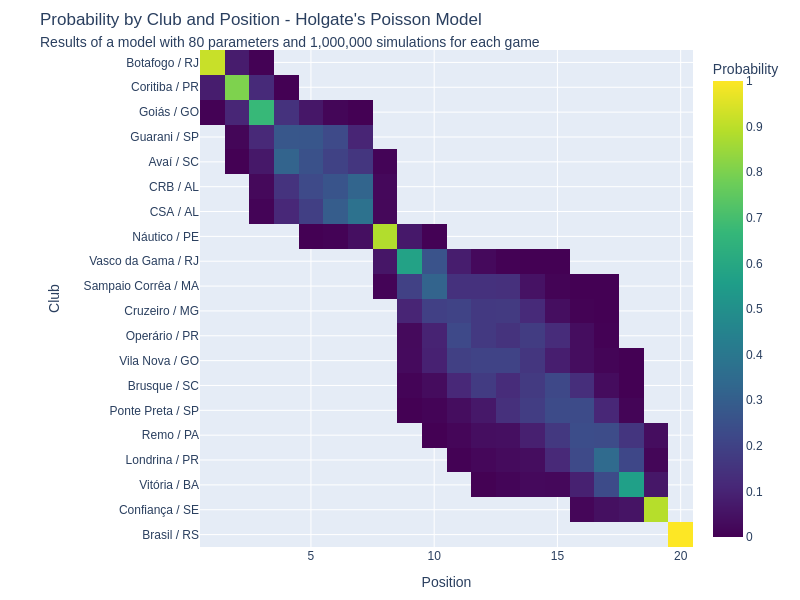 Probability by Club and Position - Holgate's Poisson Model
Results of a model with 80 parameters and 1,000,000 simulations for each game
Probability
Botafogo / RJ
Coritiba / PR
Goiás / GO
Guarani / SP
Avaí / SC
CRB / AL
CSA / AL
Náutico / PE
Vasco da Gama / RJ
Sampaio Corrêa / MA
Cruzeiro / MG
Operário / PR
Vila Nova / GO
Brusque / SC
Ponte Preta / SP
Remo / PA
Londrina / PR
Vitória / BA
Confiança / SE
Brasil / RS
Club
5
10
15
20
Position
1
0.9
0.8
0.7
0.6
0.5
0.4
0.3
0.2
0.1
0